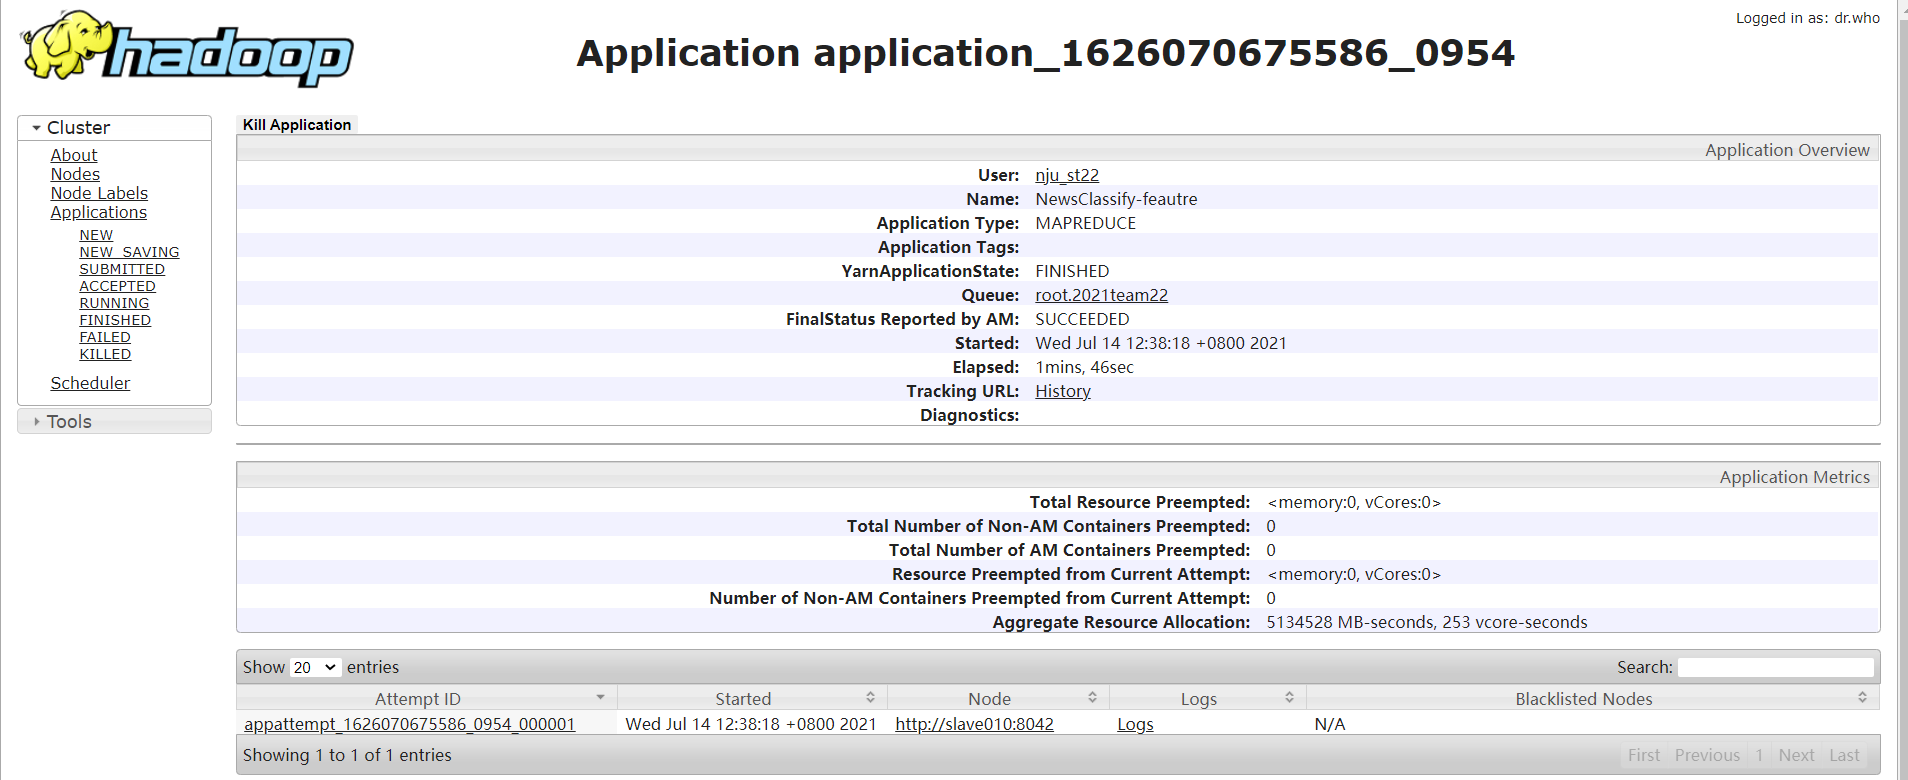 hadoop
Logged in as: dr.who
Application application_1626070675586_0954
Cluster
About
Nodes
Node Labels
Applications
NEW
NEW_SAVING
SUBMITTED
ACCEPTED
RUNNING
FINISHED
FAILED
KILLED
Scheduler
Tools
Kill Application
Application Overview
User: nju_st22
Name: NewsClassify-feautre
Application Type: MAPREDUCE
Application Tags:
YarnApplicationState: FINISHED
Queue: root.2021team22
FinalStatus Reported by AM: SUCCEEDED
Started: Wed Jul 14 12:38:18 +0800 2021
Elapsed: 1mins, 46sec
Tracking URL: History
Diagnostics:
Application Metrics
Total Resource Preempted: <memory:0, vCores:0>
Total Number of Non-AM Containers Preempted: 0
Total Number of AM Containers Preempted: 0
Resource Preempted from Current Attempt: <memory:0, vCores:0>
Number of Non-AM Containers Preempted from Current Attempt: 0
Aggregate Resource Allocation: 5134528 MB-seconds, 253 vcore-seconds
Show 20 entries Search:
Attempt ID Started Node Logs Blacklisted Nodes
appattempt_1626070675586_0954_000001 Wed Jul 14 12:38:18 +0800 2021 http://slave010:8042 Logs N/A
Showing 1 to 1 of 1 entries First Previous 1 Next Last